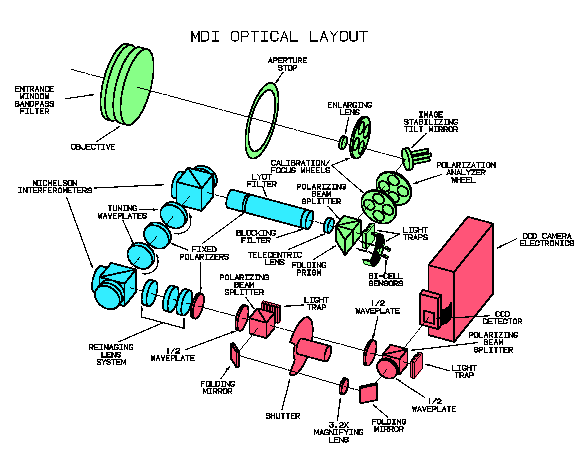 MDI OPTICAL LAYOUT
APERTURE
STOP
ENTRANCE
WINDOW
BANDPASS
FILTER
OBJECTIVE
ENLARGING
LENS
IMAGE
STABILIZING
TILT MIRROR
CALIBRATION/
FOCUS WHEELS
POLARIZATION
ANALYZER
WHEEL
MICHELSON
INTERFEROMETERS
LYOT
FILTER
POLARIZING
BEAM
SPLITTER
TUNING
WAVEPLATES
BLOCKING
FILTER
TELECENTRIC
LENS
FOLDING
PRISM
LIGHT
TRAPS
BI-CELL
SENSORS
CCD CAMERA
ELECTRONICS
FIXED
POLARIZERS
POLARIZING
BEAM
SPLITTER
LIGHT
TRAP
1/2
WAVEPLATE
CCD
DETECTOR
POLARIZING
BEAM
SPLITTER
REIMAGING
LENS
SYSTEM
1/2
WAVEPLATE
FOLDING
MIRROR
SHUTTER
3.2X
MAGNIFYING
LENS
FOLDING
MIRROR
1/2
WAVEPLATE
LIGHT
TRAP